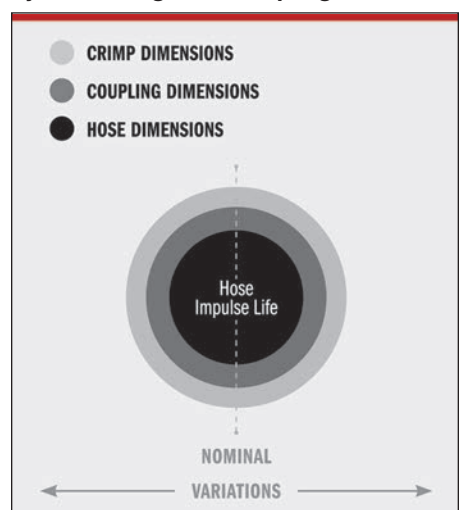 CRIMP DIMENSIONS
COUPLING DIMENSIONS
HOSE DIMENSIONS
Hose
Impulse Life
NOMINAL
VARIATIONS